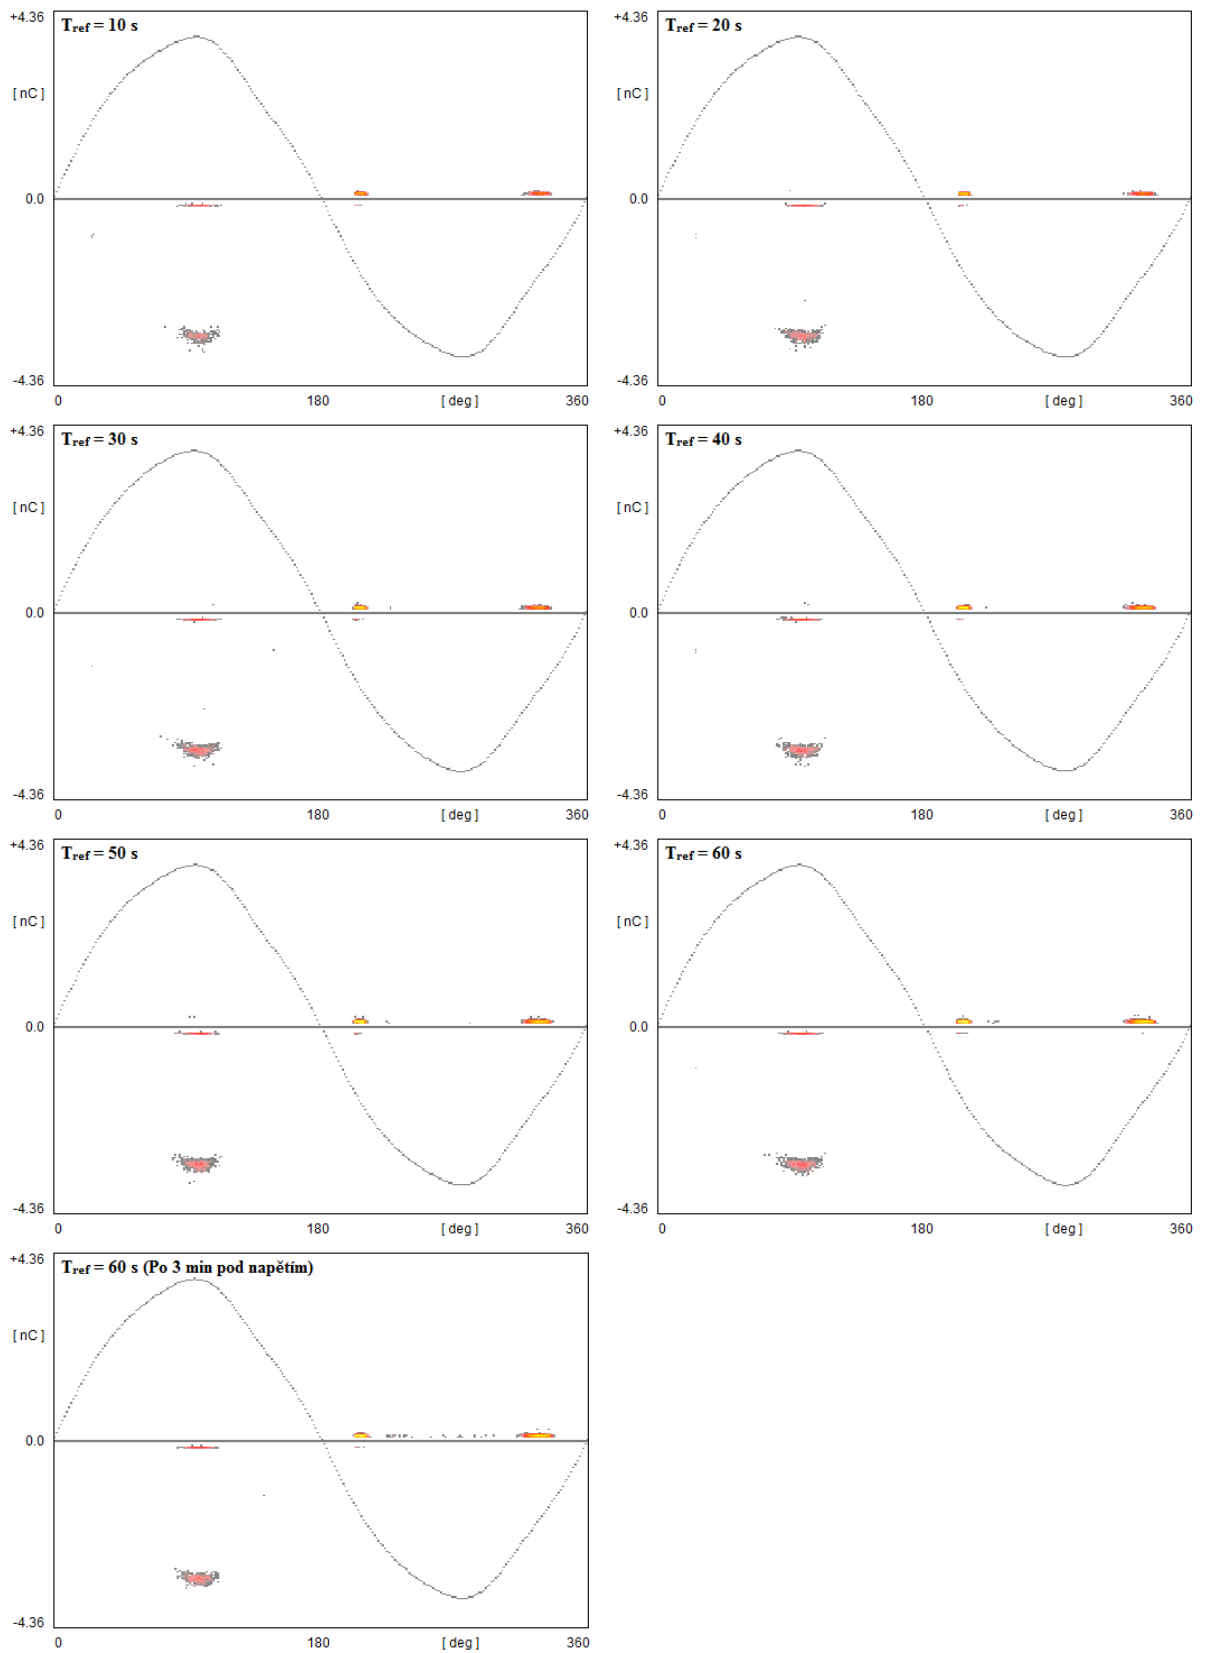 +4.36
T_ref = 10 s
[ nC ]
0.0
-4.36
0
180
[ deg ]
360
+4.36
T_ref = 20 s
[ nC ]
0.0
-4.36
0
180
[ deg ]
360
+4.36
T_ref = 30 s
[ nC ]
0.0
-4.36
0
180
[ deg ]
360
+4.36
T_ref = 40 s
[ nC ]
0.0
-4.36
0
180
[ deg ]
360
+4.36
T_ref = 50 s
[ nC ]
0.0
-4.36
0
180
[ deg ]
360
+4.36
T_ref = 60 s
[ nC ]
0.0
-4.36
0
180
[ deg ]
360
+4.36
T_ref = 60 s (Po 3 min pod napětím)
[ nC ]
0.0
-4.36
0
180
[ deg ]
360